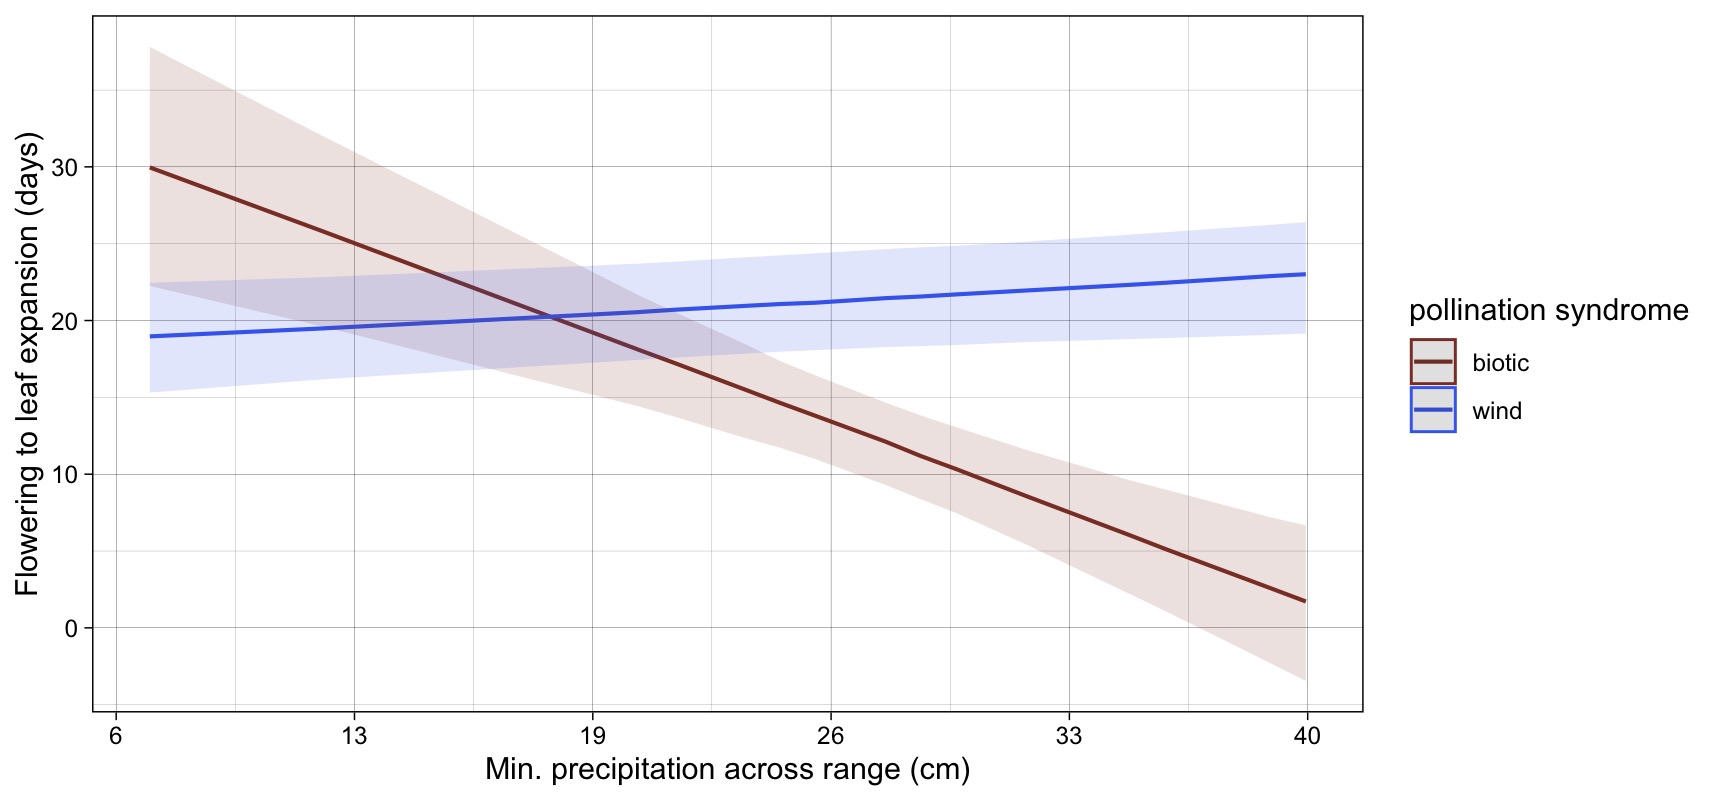 Flowering to leaf expansion (days)
30
20
10
0
6 13 19 26 33 40
Min. precipitation across range (cm)
pollination syndrome
biotic
wind